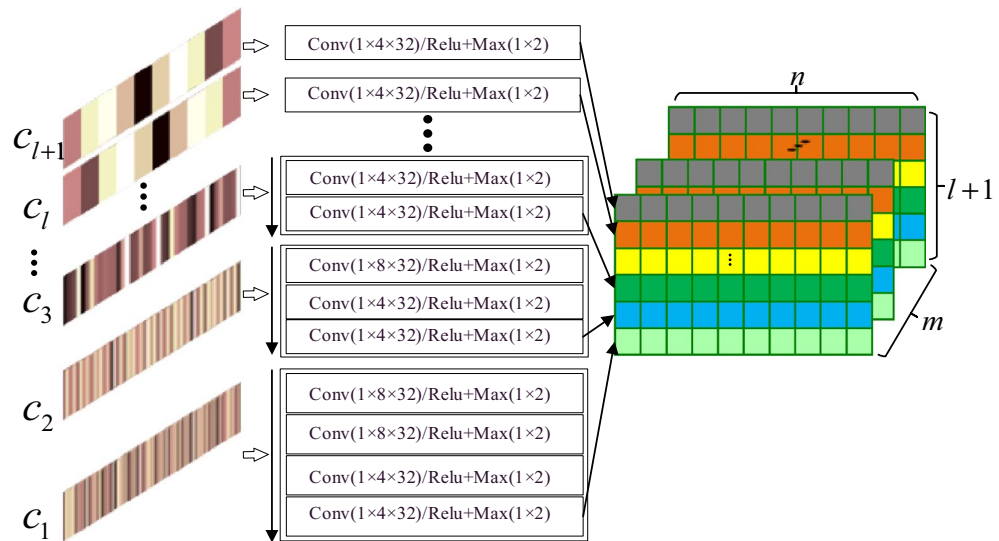 Conv(1×4×32)/Relu+Max(1×2)
Conv(1×4×32)/Relu+Max(1×2)
c_{l+1}
c_l
Conv(1×4×32)/Relu+Max(1×2)
Conv(1×4×32)/Relu+Max(1×2)
c_3
Conv(1×8×32)/Relu+Max(1×2)
Conv(1×4×32)/Relu+Max(1×2)
Conv(1×4×32)/Relu+Max(1×2)
c_2
Conv(1×8×32)/Relu+Max(1×2)
Conv(1×8×32)/Relu+Max(1×2)
Conv(1×4×32)/Relu+Max(1×2)
Conv(1×4×32)/Relu+Max(1×2)
c_1
n
l+1
m